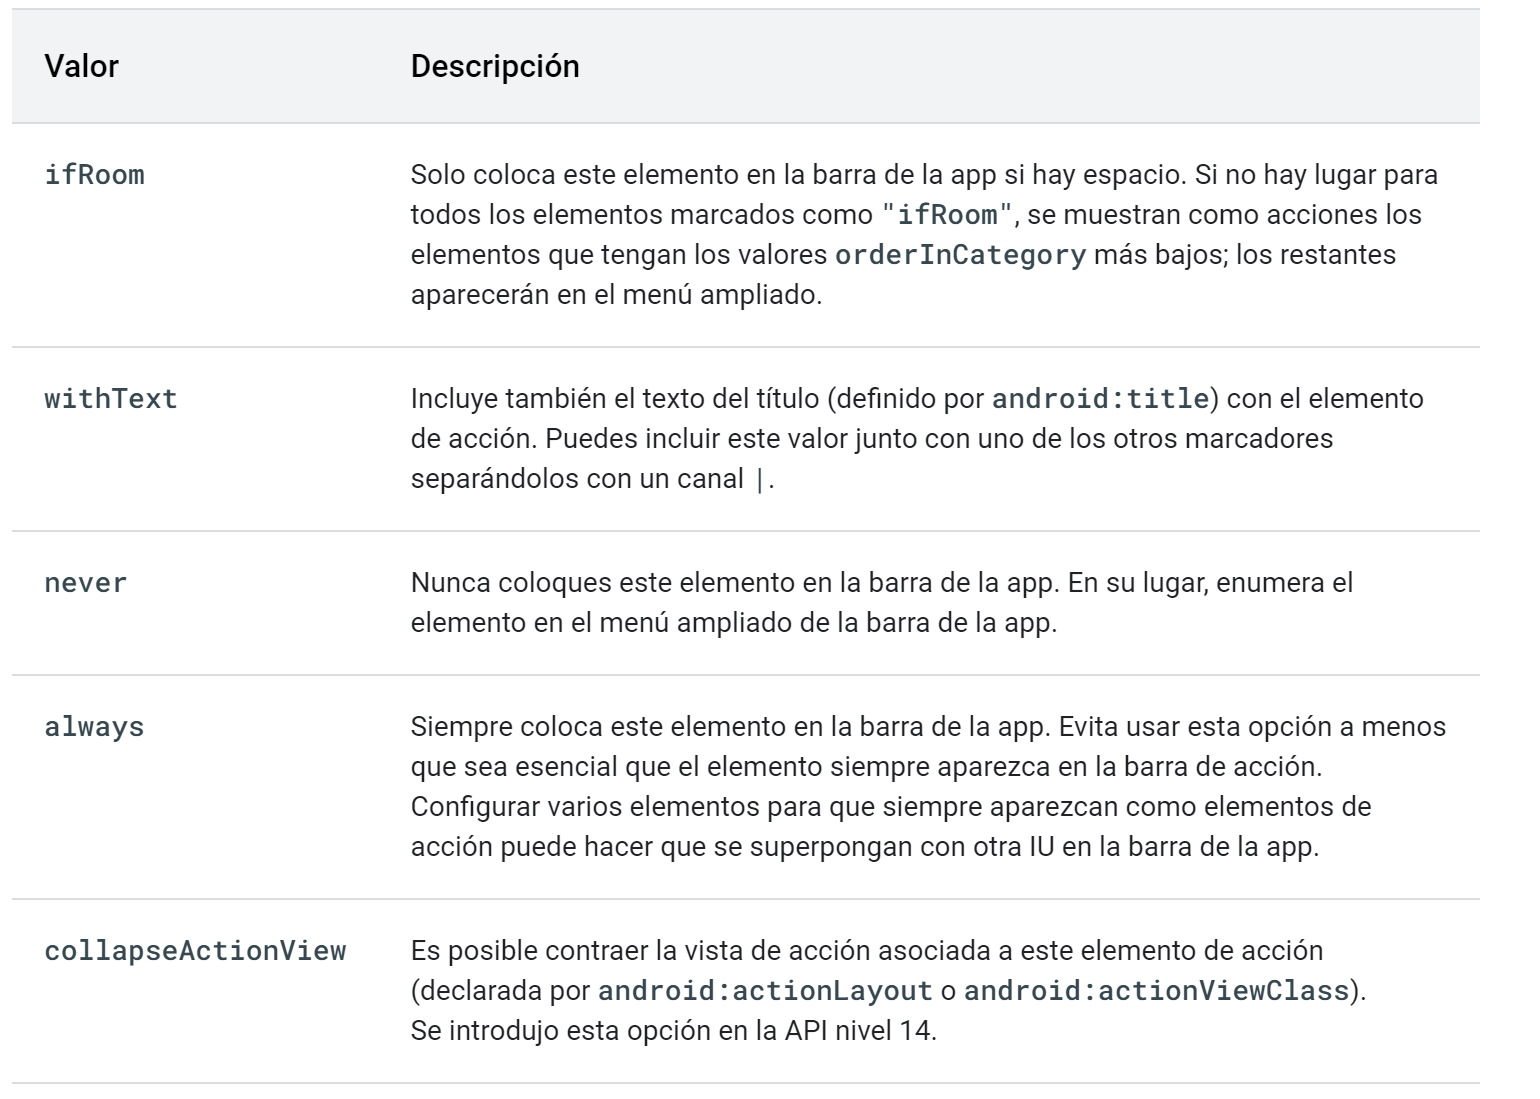 Valor Descripción
ifRoom Solo coloca este elemento en la barra de la app si hay espacio. Si no hay lugar para
todos los elementos marcados como "ifRoom", se muestran como acciones los
elementos que tengan los valores orderInCategory más bajos; los restantes
aparecerán en el menú ampliado.
withText Incluye también el texto del título (definido por android:title) con el elemento
de acción. Puedes incluir este valor junto con uno de los otros marcadores
separándolos con un canal |.
never Nunca coloques este elemento en la barra de la app. En su lugar, enumera el
elemento en el menú ampliado de la barra de la app.
always Siempre coloca este elemento en la barra de la app. Evita usar esta opción a menos
que sea esencial que el elemento siempre aparezca en la barra de acción.
Configurar varios elementos para que siempre aparezcan como elementos de
acción puede hacer que se superpongan con otra IU en la barra de la app.
collapseActionView Es posible contraer la vista de acción asociada a este elemento de acción
(declarada por android:actionLayout o android:actionViewClass).
Se introdujo esta opción en la API nivel 14.